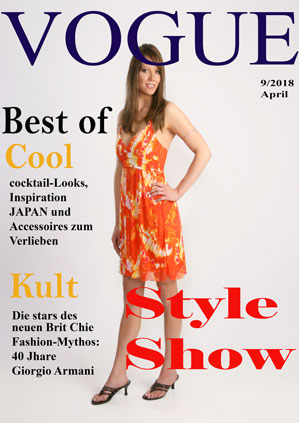 VOGUE
9/2018
April
Best of
Cool
cocktail-Looks,
Inspiration
JAPAN und
Accessoires zum
Verlieben
Kult
Die stars des
neuen Brit Chie
Fashion-Mythos:
40 Jhare
Giorgio Armani
Style
Show